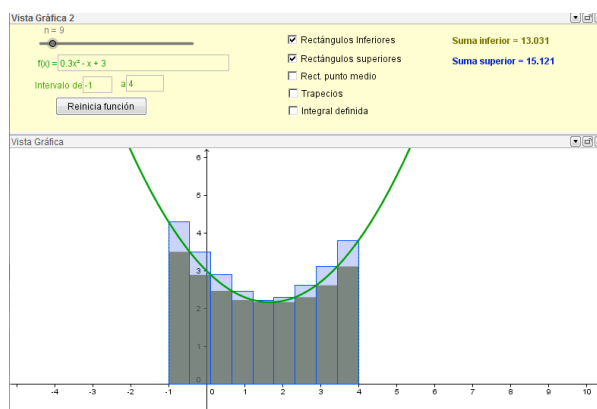 Vista Gráfica 2
n = 9
f(x) = 0.3x² - x + 3
Intervalo de -1 a 4
Reinicia función
Rectángulos Inferiores
Rectángulos superiores
Rect. punto medio
Trapecios
Integral definida
Suma inferior = 13.031
Suma superior = 15.121
Vista Gráfica
6
5
4
3
2
1
0
-4 -3 -2 -1 0 1 2 3 4 5 6 7 8 9 10